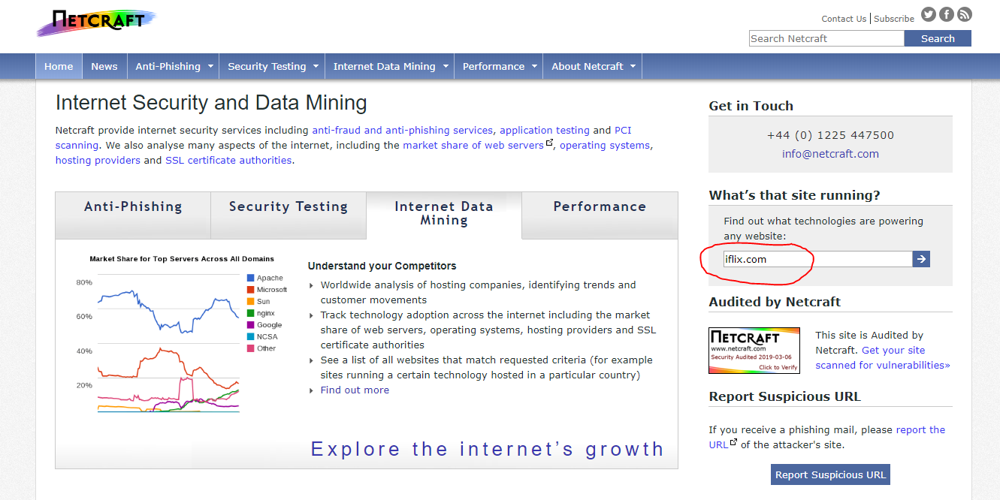 NETCRAFT
Contact Us | Subscribe
Search Netcraft
Search
Home
News
Anti-Phishing
Security Testing
Internet Data Mining
Performance
About Netcraft
Internet Security and Data Mining
Netcraft provide internet security services including anti-fraud and anti-phishing services, application testing and PCI
scanning. We also analyse many aspects of the internet, including the market share of web servers, operating systems,
hosting providers and SSL certificate authorities.
Anti-Phishing
Security Testing
Internet Data
Mining
Performance
Market Share for Top Servers Across All Domains
80%
60%
40%
20%
Apache
Microsoft
Sun
nginx
Google
NCSA
Other
Understand your Competitors
Worldwide analysis of hosting companies, identifying trends and
customer movements
Track technology adoption across the internet including the market
share of web servers, operating systems, hosting providers and SSL
certificate authorities
See a list of all websites that match requested criteria (for example
sites running a certain technology hosted in a particular country)
Find out more
Explore the internet’s growth
Get in Touch
+44 (0) 1225 447500
info@netcraft.com
What’s that site running?
Find out what technologies are powering
any website:
iflix.com
Audited by Netcraft
NETCRAFT
www.netcraft.com
Security Audited 2019-03-06
Click to Verify
This site is Audited by
Netcraft. Get your site
scanned for vulnerabilities»
Report Suspicious URL
If you receive a phishing mail, please report the
URL of the attacker's site.
Report Suspicious URL